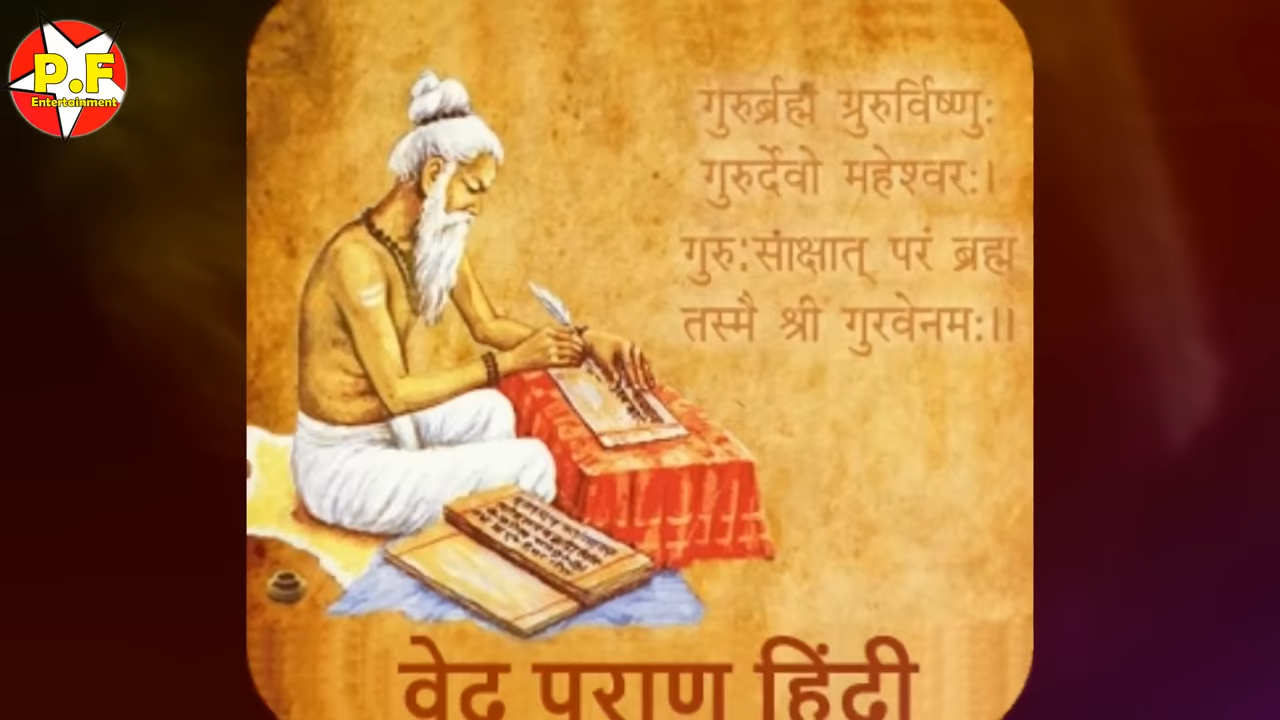 P.F
Entertainment
गुरुर्ब्रह्म ग्रुरुर्विष्णु:
गुरुर्देवो महेश्वर:।
गुरु:सांक्षात् परं ब्रह्म
तस्मै श्री गुरवेनम:।।
वेद पुराण हिंदी